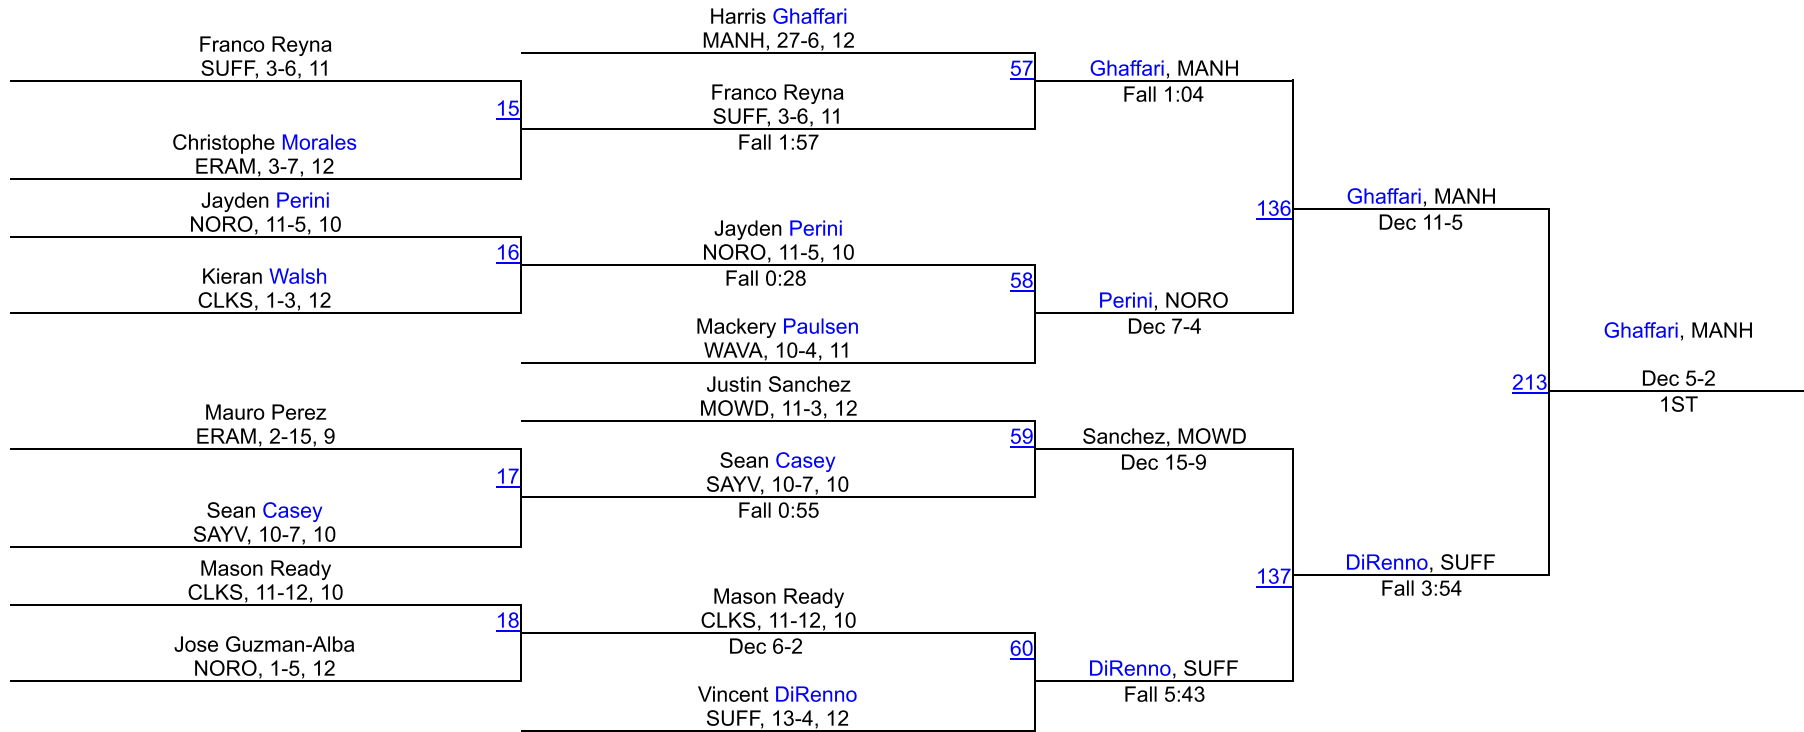 Franco Reyna
SUFF, 3-6, 11
15
Christophe Morales
ERAM, 3-7, 12
Jayden Perini
NORO, 11-5, 10
16
Kieran Walsh
CLKS, 1-3, 12
Mauro Perez
ERAM, 2-15, 9
17
Sean Casey
SAYV, 10-7, 10
Mason Ready
CLKS, 11-12, 10
18
Jose Guzman-Alba
NORO, 1-5, 12
Harris Ghaffari
MANH, 27-6, 12
57
Franco Reyna
SUFF, 3-6, 11
Fall 1:57
Jayden Perini
NORO, 11-5, 10
Fall 0:28
58
Mackery Paulsen
WAVA, 10-4, 11
Justin Sanchez
MOWD, 11-3, 12
59
Sean Casey
SAYV, 10-7, 10
Fall 0:55
Mason Ready
CLKS, 11-12, 10
Dec 6-2
60
Vincent DiRenno
SUFF, 13-4, 12
Ghaffari, MANH
Fall 1:04
136
Perini, NORO
Dec 7-4
Sanchez, MOWD
Dec 15-9
137
DiRenno, SUFF
Fall 5:43
Ghaffari, MANH
Dec 11-5
213
DiRenno, SUFF
Fall 3:54
Ghaffari, MANH
Dec 5-2
1ST